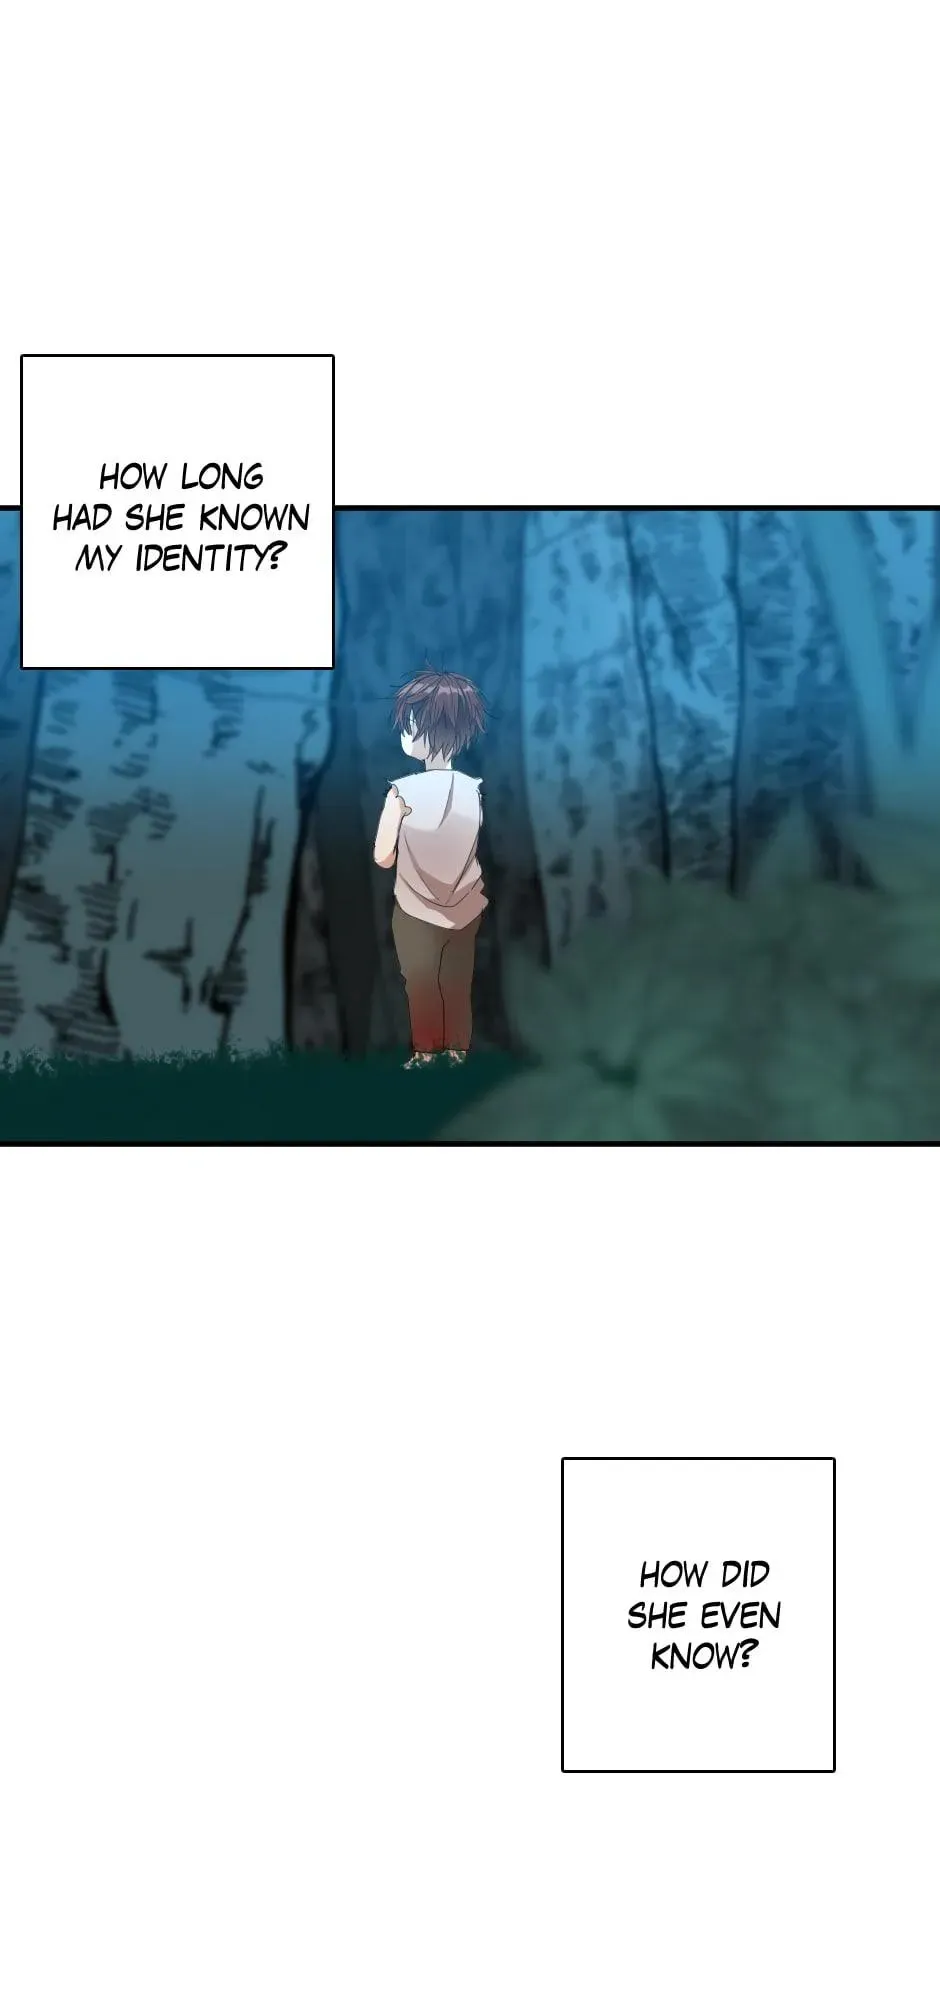 HOW LONG
HAD SHE KNOWN
MY IDENTITY?
HOW DID
SHE EVEN
KNOW?